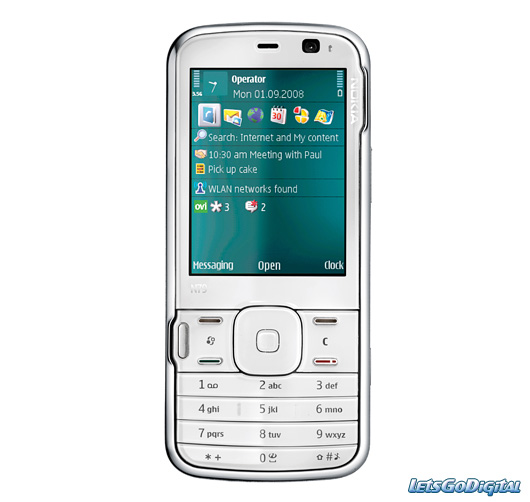 Operator
3:56
Mon 01.09.2008
NOKIA
30
Search: Internet and My content
10:30 am Meeting with Paul
Pick up cake
WLAN networks found
ovi 3 2
Messaging Open Clock
N79
C
1 2 abc 3 def
4 ghi 5 jkl 6 mno
7 pqrs 8 tuv 9 wxyz
* + 0 #
LETSGODIGITAL